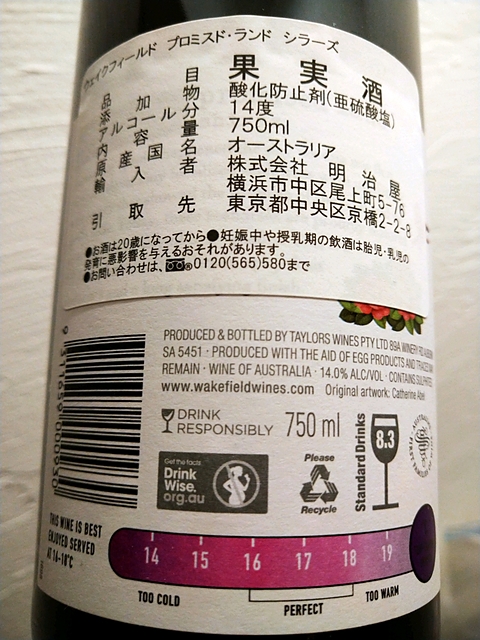 ウェイクフィールド プロミスド・ランド シラーズ
品目 果実酒
添加物 酸化防止剤(亜硫酸塩)
アルコール分 14度
内容量 750ml
原産国名 オーストラリア
輸入者 株式会社 明治屋
横浜市中区尾上町5-76
引取先 東京都中央区京橋2-2-8
●お酒は20歳になってから●妊娠中や授乳期の飲酒は胎児・乳児の
発育に悪影響を与えるおそれがあります。
●お問い合わせは、®0120(565)580まで
PRODUCED & BOTTLED BY TAYLORS WINES PTY LTD 89A WINERY RD
SA 5451 · PRODUCED WITH THE AID OF EGG PRODUCTS AND TRACES
REMAIN · WINE OF AUSTRALIA · 14.0% ALC/VOL · CONTAINS
www.wakefieldwines.com Original artwork: Catherine Abel
9 311659 000830
DRINK
RESPONSIBLY
750 ml
Standard Drinks
8.3
Get the facts
Drink
Wise.
org.au
Please
Recycle
THIS WINE IS BEST
ENJOYED SERVED
AT 16-18°C
14 15 16 17 18 19
TOO COLD
PERFECT
TOO WARM